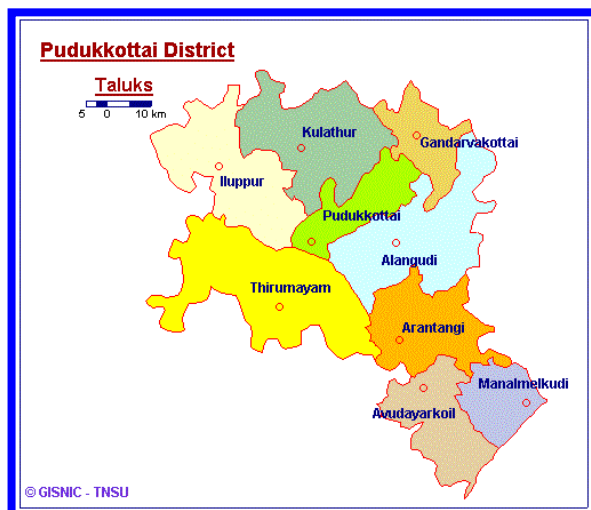 Pudukkottai District
Taluks
5 0 10 km
Kulathur
Gandarvakottai
Iluppur
Pudukkottai
Alangudi
Thirumayam
Arantangi
Manalmelkudi
Avudayarkoil
© GISNIC - TNSU